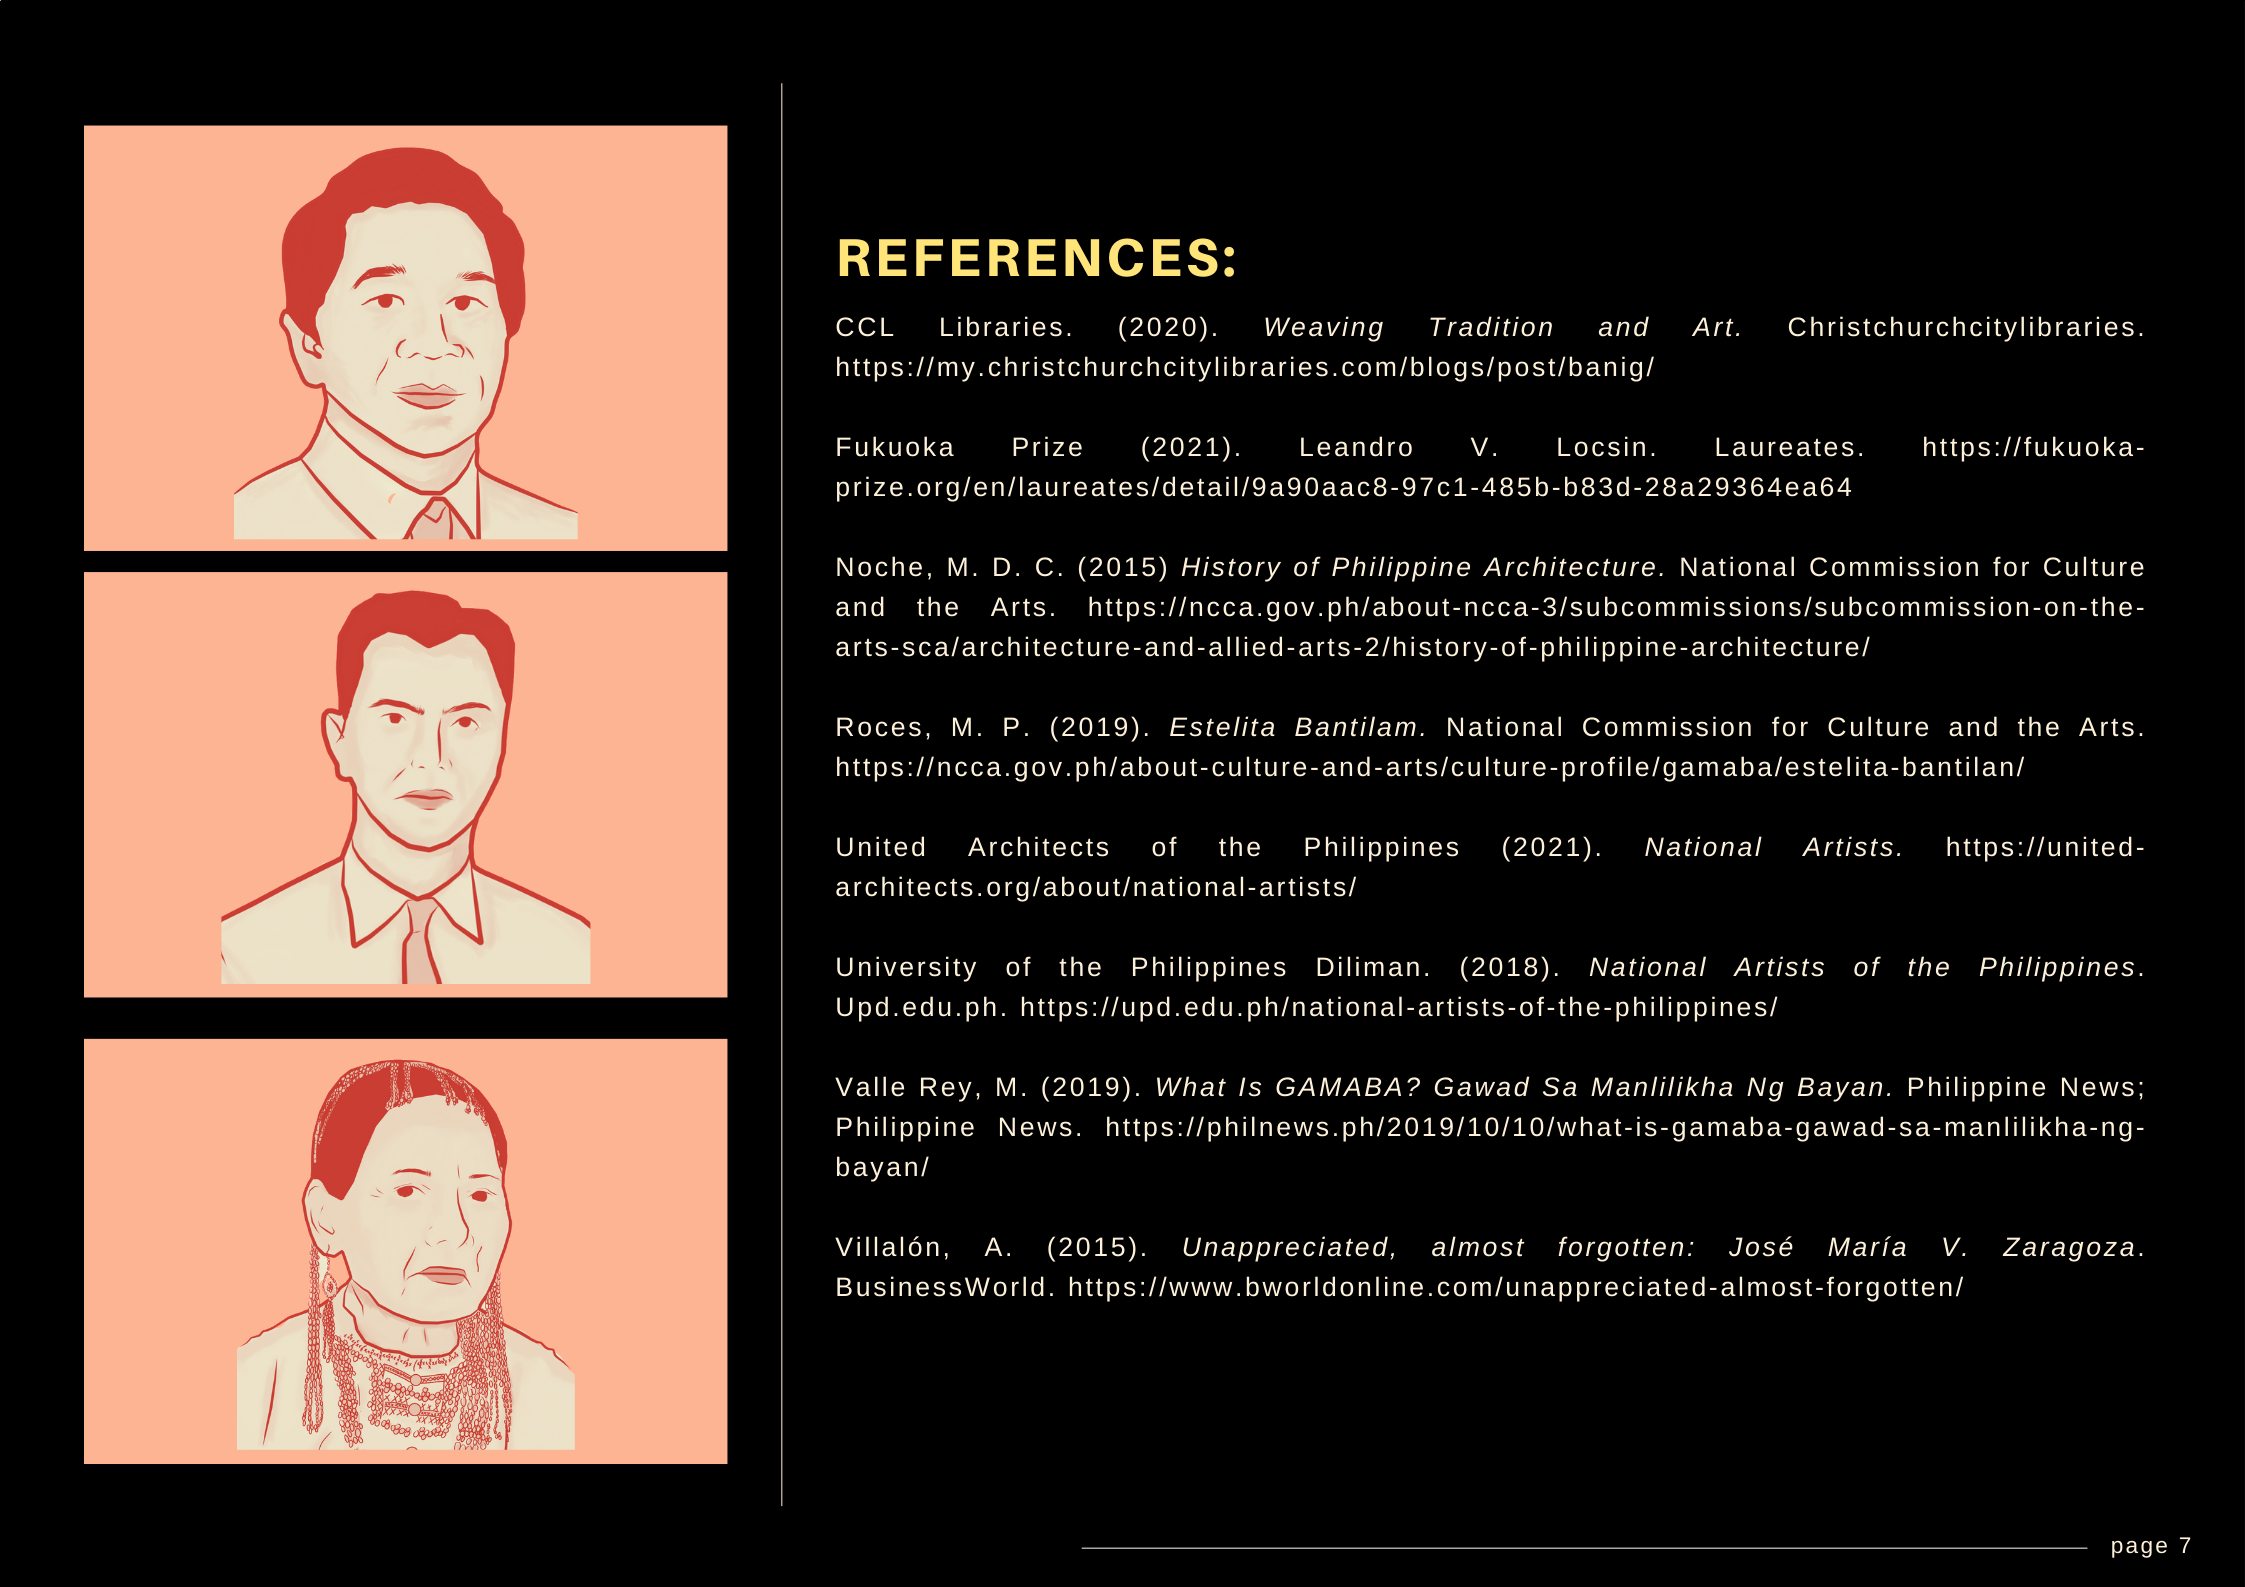 REFERENCES:
CCL Libraries. (2020). Weaving Tradition and Art. Christchurchcitylibraries.
https://my.christchurchcitylibraries.com/blogs/post/banig/
Fukuoka Prize (2021). Leandro V. Locsin. Laureates. https://fukuoka-
prize.org/en/laureates/detail/9a90aac8-97c1-485b-b83d-28a29364ea64
Noche, M. D. C. (2015) History of Philippine Architecture. National Commission for Culture
and the Arts. https://ncca.gov.ph/about-ncca-3/subcommissions/subcommission-on-the-
arts-sca/architecture-and-allied-arts-2/history-of-philippine-architecture/
Roces, M. P. (2019). Estelita Bantilam. National Commission for Culture and the Arts.
https://ncca.gov.ph/about-culture-and-arts/culture-profile/gamaba/estelita-bantilan/
United Architects of the Philippines (2021). National Artists. https://united-
architects.org/about/national-artists/
University of the Philippines Diliman. (2018). National Artists of the Philippines.
Upd.edu.ph. https://upd.edu.ph/national-artists-of-the-philippines/
Valle Rey, M. (2019). What Is GAMABA? Gawad Sa Manlilikha Ng Bayan. Philippine News;
Philippine News. https://philnews.ph/2019/10/10/what-is-gamaba-gawad-sa-manlilikha-ng-
bayan/
Villalón, A. (2015). Unappreciated, almost forgotten: José María V. Zaragoza.
BusinessWorld. https://www.bworldonline.com/unappreciated-almost-forgotten/
page 7